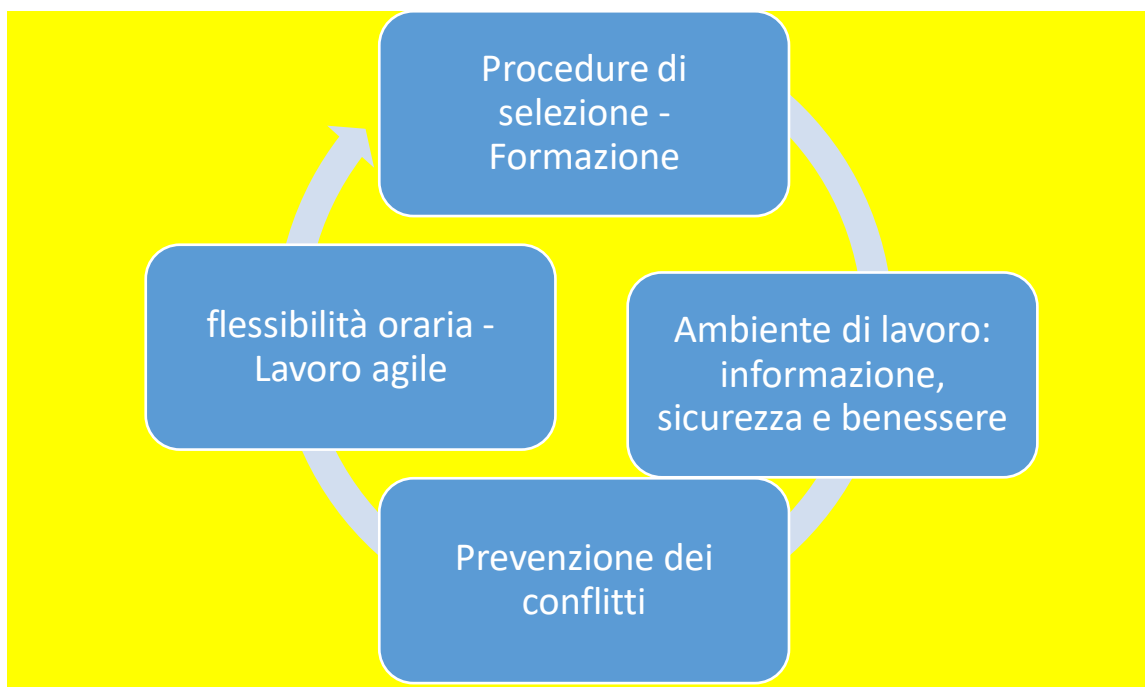 Procedure di
selezione -
Formazione
flessibilità oraria -
Lavoro agile
Ambiente di lavoro:
informazione,
sicurezza e benessere
Prevenzione dei
conflitti